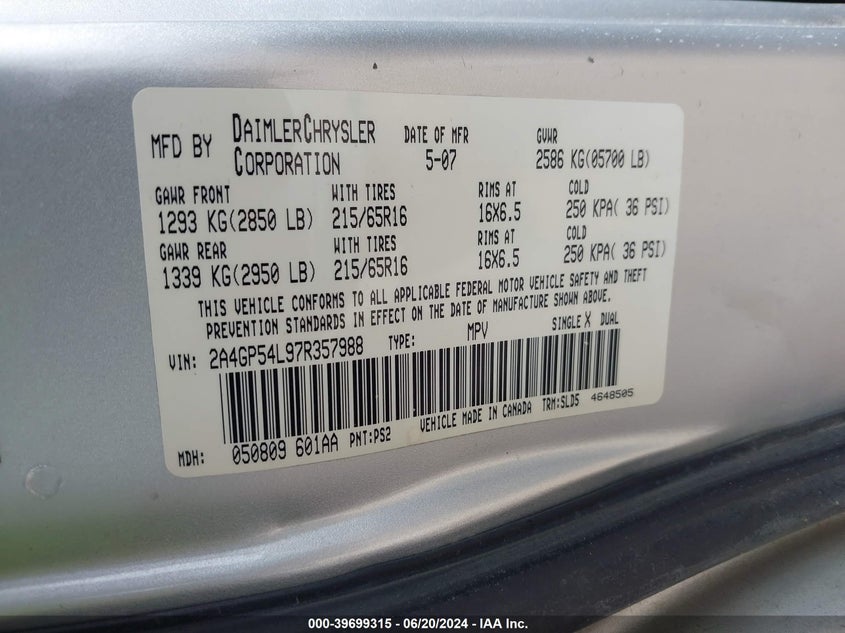 MFD BY DAIMLERCHRYSLER CORPORATION DATE OF MFR 5-07 GVWR 2586 KG(05700 LB)
GAWR FRONT WITH TIRES RIMS AT COLD
1293 KG(2850 LB) 215/65R16 16X6.5 250 KPA( 36 PSI)
GAWR REAR WITH TIRES RIMS AT COLD
1339 KG(2950 LB) 215/65R16 16X6.5 250 KPA( 36 PSI)
THIS VEHICLE CONFORMS TO ALL APPLICABLE FEDERAL MOTOR VEHICLE SAFETY AND THEFT
PREVENTION STANDARDS IN EFFECT ON THE DATE OF MANUFACTURE SHOWN ABOVE.
VIN: 2A4GP54L97R357988 TYPE: MPV SINGLE X DUAL
MDH: 050809 601AA PNT:PS2 VEHICLE MADE IN CANADA TRM:SLD5 4648505
000-39699315 - 06/20/2024 - IAA Inc.